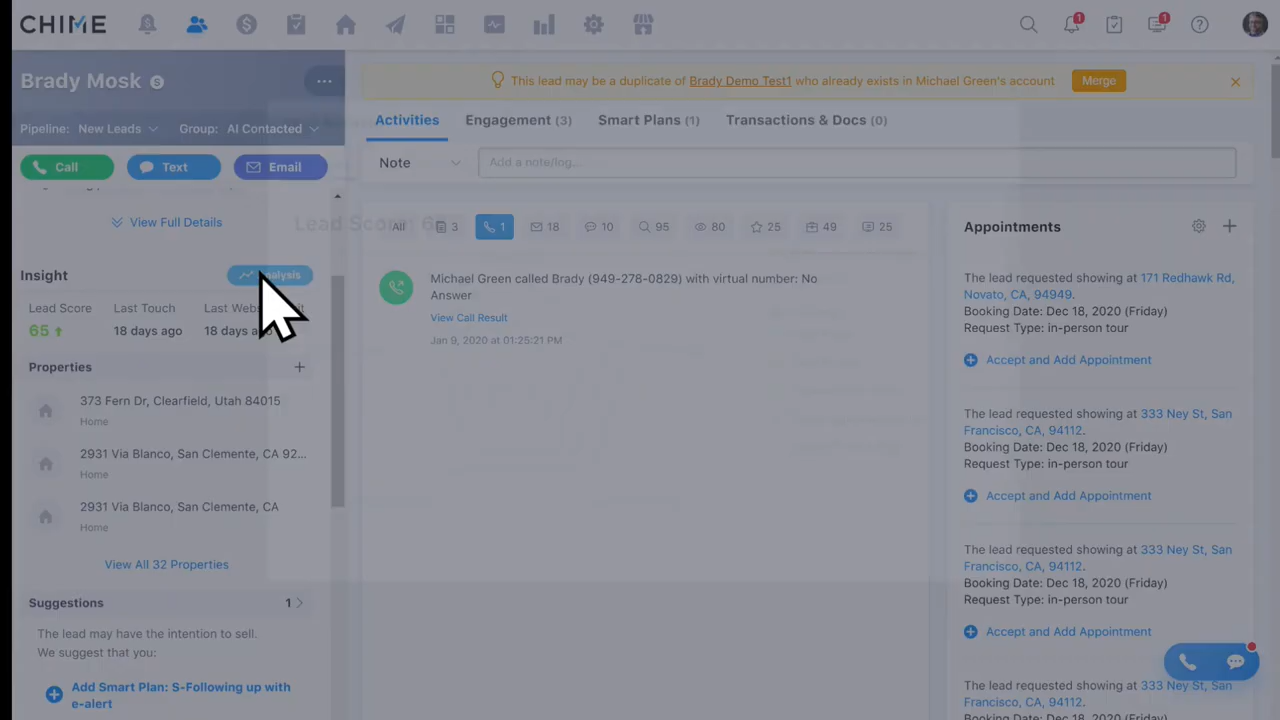 CHIME
1
1
Brady Mosk S
Pipeline: New Leads
Group: AI Contacted
Call
Text
Email
View Full Details
Insight
Analysis
Lead Score
Last Touch
65
18 days ago
18 days ago
Properties
373 Fern Dr, Clearfield, Utah 84015
Home
2931 Via Blanco, San Clemente, CA 92...
Home
2931 Via Blanco, San Clemente, CA
Home
View All 32 Properties
Suggestions 1
The lead may have the intention to sell.
We suggest that you:
Add Smart Plan: S-Following up with
e-alert
This lead may be a duplicate of Brady Demo Test1 who already exists in Michael Green's account
Merge
Activities
Engagement (3)
Smart Plans (1)
Transactions & Docs (0)
Note
Add a note/log...
Lead Score: 6
All
3
1
18
10
95
80
25
49
25
Michael Green called Brady (949-278-0829) with virtual number: No
Answer
View Call Result
Jan 9, 2020 at 01:25:21 PM
Appointments
The lead requested showing at 171 Redhawk Rd,
Novato, CA, 94949.
Booking Date: Dec 18, 2020 (Friday)
Request Type: in-person tour
Accept and Add Appointment
The lead requested showing at 333 Ney St, San
Francisco, CA, 94112.
Booking Date: Dec 18, 2020 (Friday)
Request Type: in-person tour
Accept and Add Appointment
The lead requested showing at 333 Ney St, San
Francisco, CA, 94112.
Booking Date: Dec 18, 2020 (Friday)
Request Type: in-person tour
Accept and Add Appointment
The lead requested showing at 333 Ney St, San
Francisco, CA, 94112.